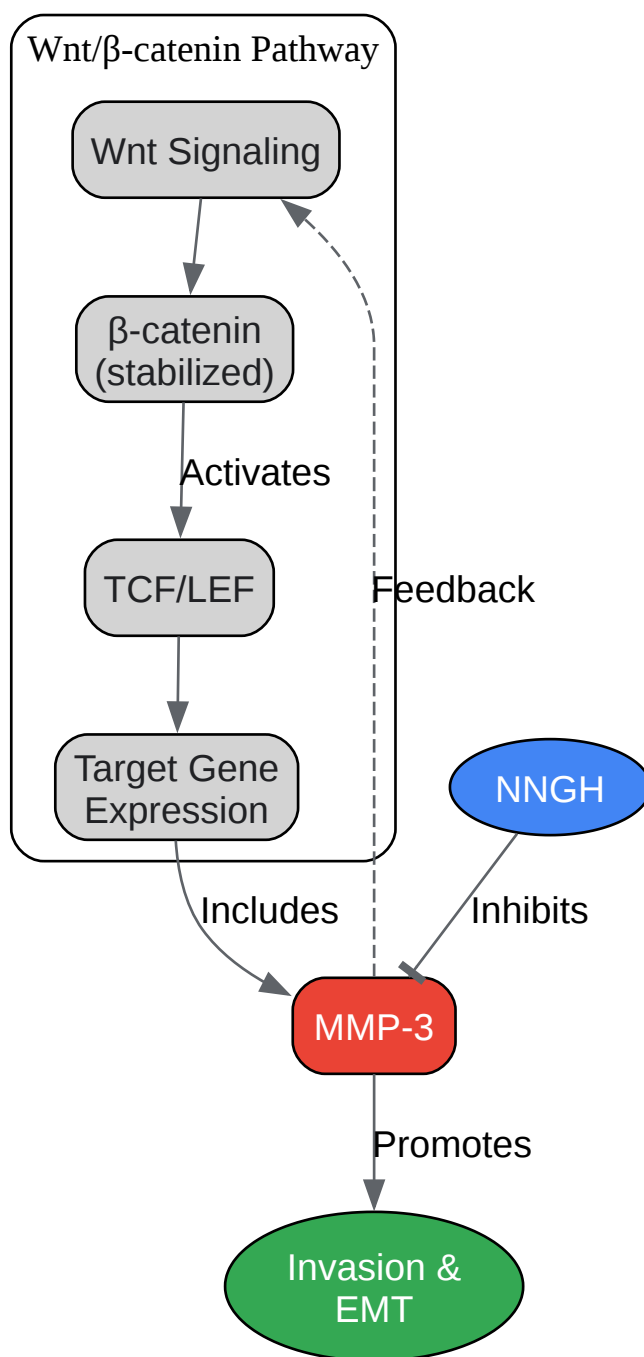 Wnt/β-catenin Pathway
Wnt Signaling
β-catenin
(stabilized)
Activates
TCF/LEF
Feedback
Target Gene
Expression
NNGH
Includes
Inhibits
MMP-3
Promotes
Invasion &
EMT